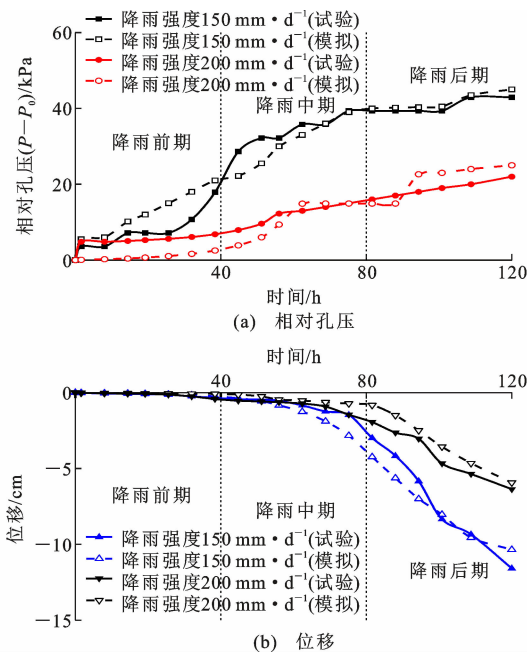 降雨强度150 mm·d⁻¹(试验)
降雨强度150 mm·d⁻¹(模拟)
降雨强度200 mm·d⁻¹(试验)
降雨强度200 mm·d⁻¹(模拟)
降雨前期
降雨中期
降雨后期
相对孔压(P−P₀)/kPa
60
40
20
0
40
80
120
时间/h
(a) 相对孔压
时间/h
0
40
80
120
位移/cm
−5
−10
−15
降雨前期
降雨中期
降雨后期
降雨强度150 mm·d⁻¹(试验)
降雨强度150 mm·d⁻¹(模拟)
降雨强度200 mm·d⁻¹(试验)
降雨强度200 mm·d⁻¹(模拟)
(b) 位移